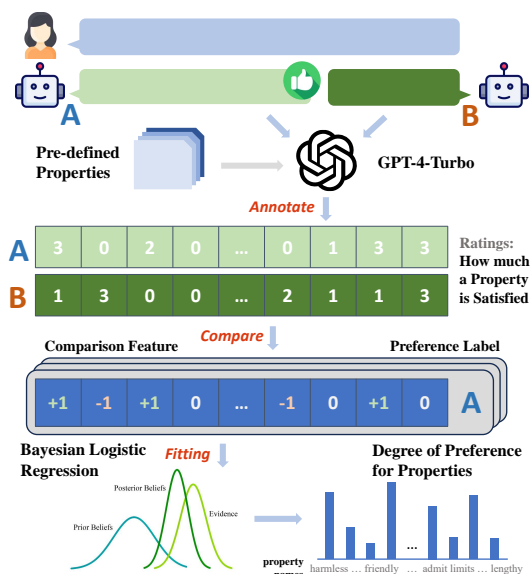 A
B
Pre-defined
Properties
GPT-4-Turbo
Annotate
A
3 0 2 0 ... 0 1 3 3
B
1 3 0 0 ... 2 1 1 3
Ratings:
How much
a Property
is Satisfied
Compare
Comparison Feature
Preference Label
+1 -1 +1 0 ... -1 0 +1 0 A
Bayesian Logistic
Regression
Fitting
Degree of Preference
for Properties
Posterior Beliefs
Prior Beliefs
Evidence
...
property
names
harmless ... friendly ... admit limits ... lengthy